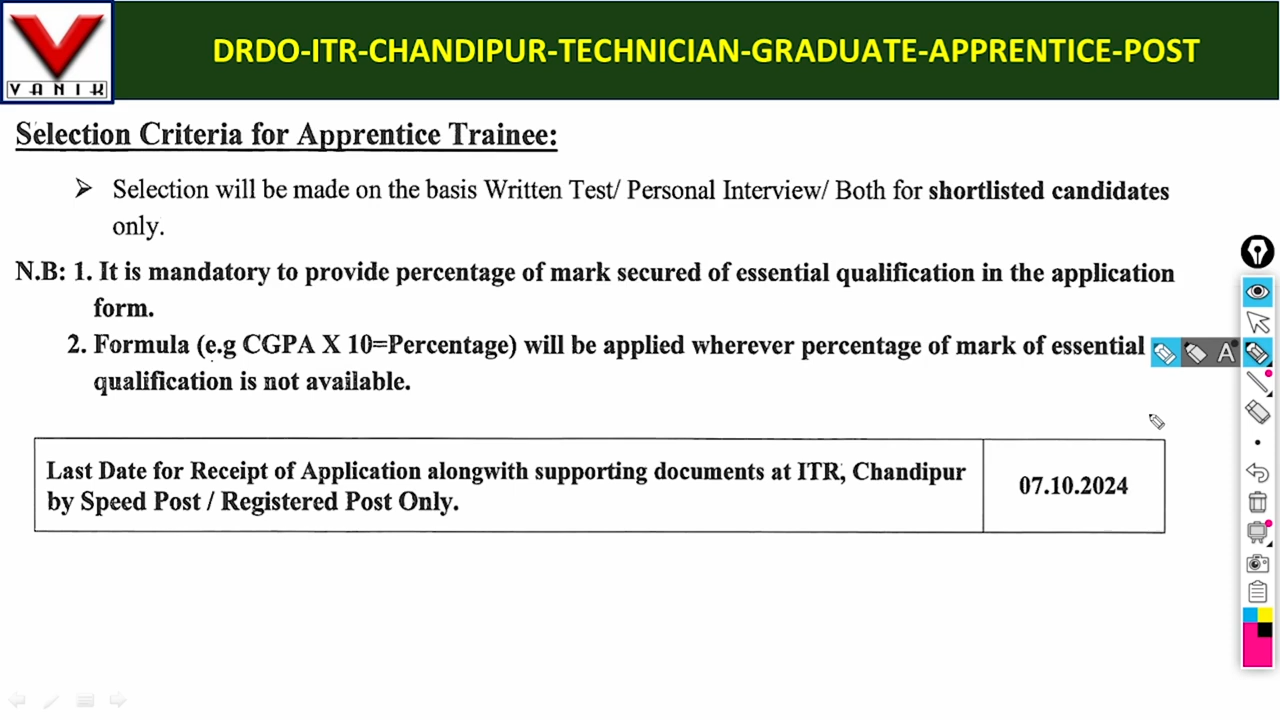 VANIK
DRDO-ITR-CHANDIPUR-TECHNICIAN-GRADUATE-APPRENTICE-POST
Selection Criteria for Apprentice Trainee:
➢ Selection will be made on the basis Written Test/ Personal Interview/ Both for shortlisted candidates
only.
N.B: 1. It is mandatory to provide percentage of mark secured of essential qualification in the application
form.
2. Formula (e.g CGPA X 10=Percentage) will be applied wherever percentage of mark of essential
qualification is not available.
A
Last Date for Receipt of Application alongwith supporting documents at ITR, Chandipur
by Speed Post / Registered Post Only.
07.10.2024